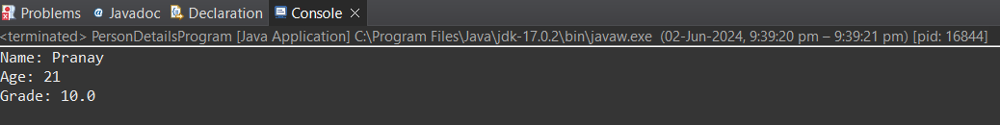 Problems Javadoc Declaration Console
<terminated> PersonDetailsProgram [Java Application] C:\Program Files\Java\jdk-17.0.2\bin\javaw.exe (02-Jun-2024, 9:39:20 pm – 9:39:21 pm) [pid: 16844]
Name: Pranay
Age: 21
Grade: 10.0